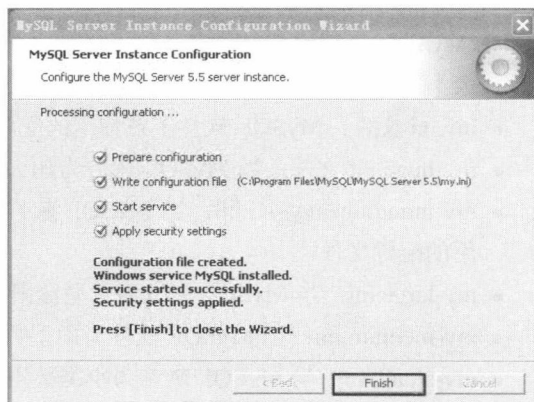 MySQL Server Instance Configuration Wizard
MySQL Server Instance Configuration
Configure the MySQL Server 5.5 server instance.
Processing configuration ...
Prepare configuration
Write configuration file (C:\Program Files\MySQL\MySQL Server 5.5\my.ini)
Start service
Apply security settings
Configuration file created.
Windows service MySQL installed.
Service started successfully.
Security settings applied.
Press [Finish] to close the Wizard.
< Back Finish Cancel